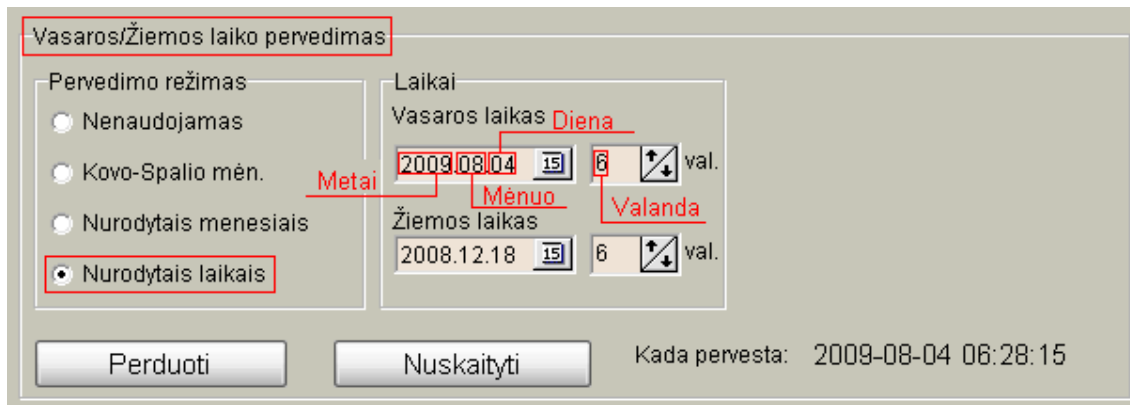 Vasaros/Žiemos laiko pervedimas
Pervedimo režimas
Nenaudojamas
Kovo-Spalio mėn.
Nurodytais menesiais
Nurodytais laikais
Laikai
Vasaros laikas Diena
2009.08.04 15 6 val.
Metai Mėnuo Valanda
Žiemos laikas
2008.12.18 15 6 val.
Perduoti Nuskaityti Kada pervesta: 2009-08-04 06:28:15